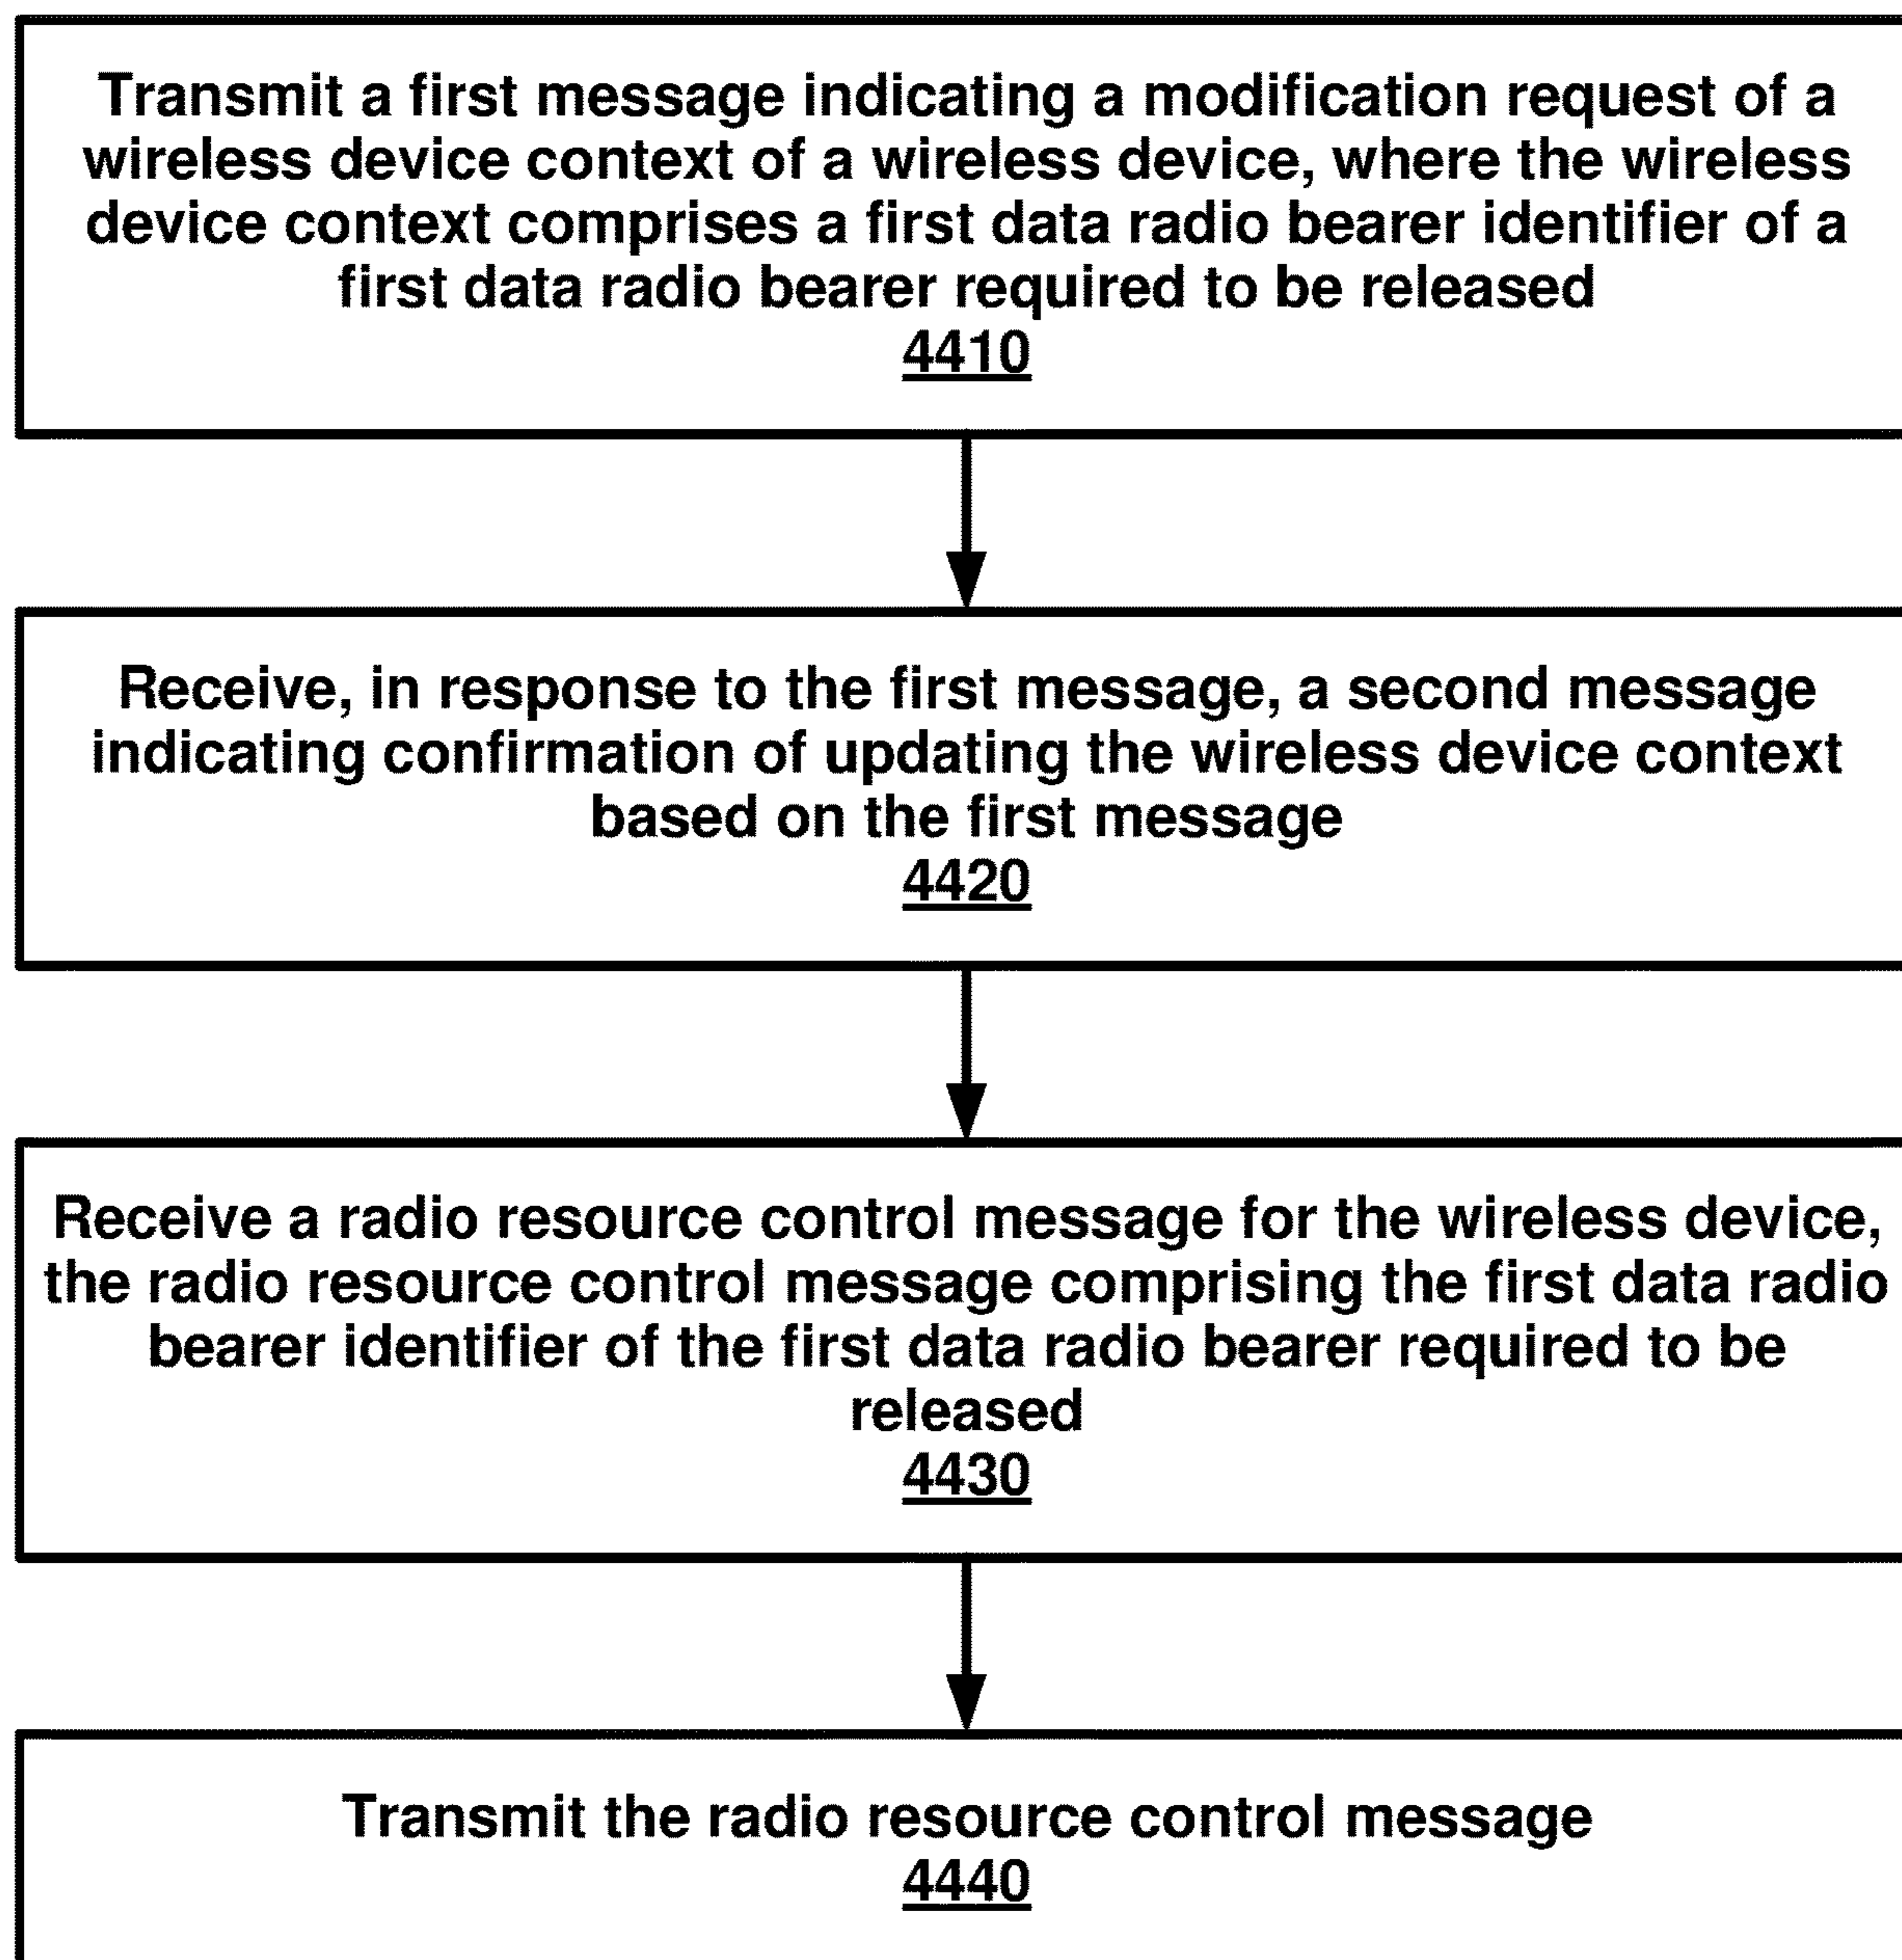 Transmit a first message indicating a modification request of a
wireless device context of a wireless device, where the wireless
device context comprises a first data radio bearer identifier of a
first data radio bearer required to be released
4410
Receive, in response to the first message, a second message
indicating confirmation of updating the wireless device context
based on the first message
4420
Receive a radio resource control message for the wireless device,
the radio resource control message comprising the first data radio
bearer identifier of the first data radio bearer required to be
released
4430
Transmit the radio resource control message
4440